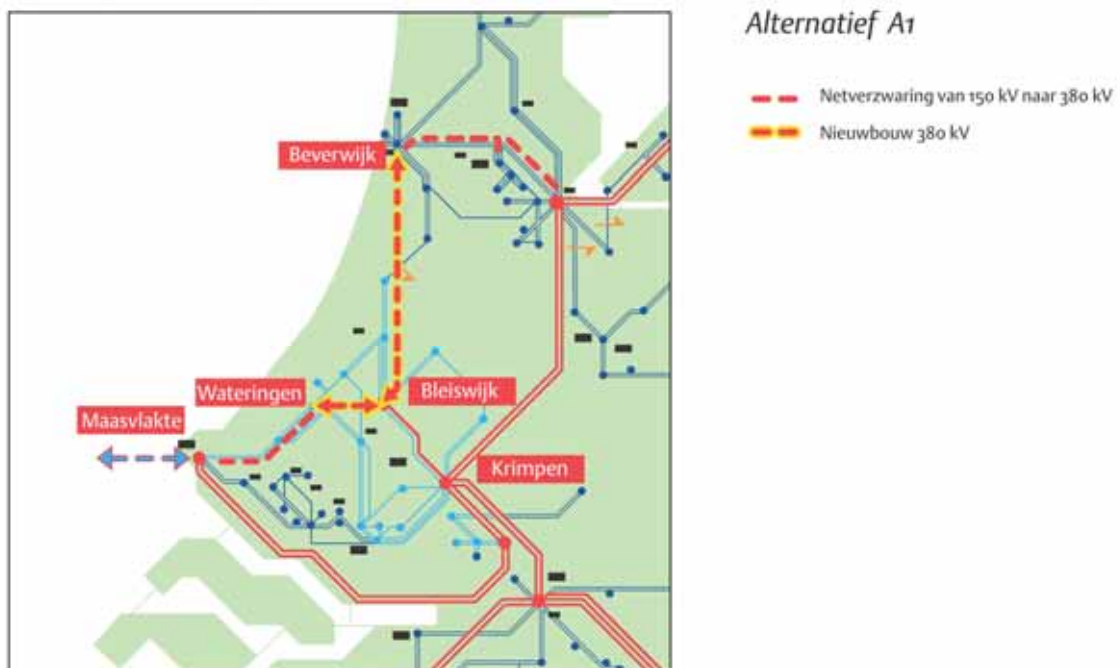 Alternatief A1
Netverzwaring van 150 kV naar 380 kV
Nieuwbouw 380 kV
Beverwijk
Wateringen
Bleiswijk
Maasvlakte
Krimpen